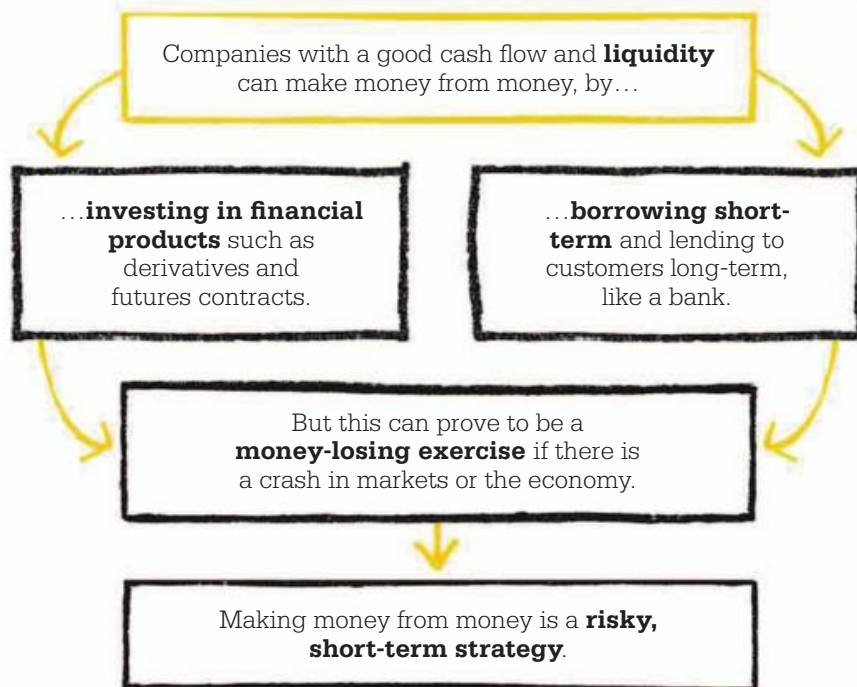 Companies with a good cash flow and liquidity
can make money from money, by…
…investing in financial
products such as
derivatives and
futures contracts.
…borrowing short-
term and lending to
customers long-term,
like a bank.
But this can prove to be a
money-losing exercise if there is
a crash in markets or the economy.
Making money from money is a risky,
short-term strategy.